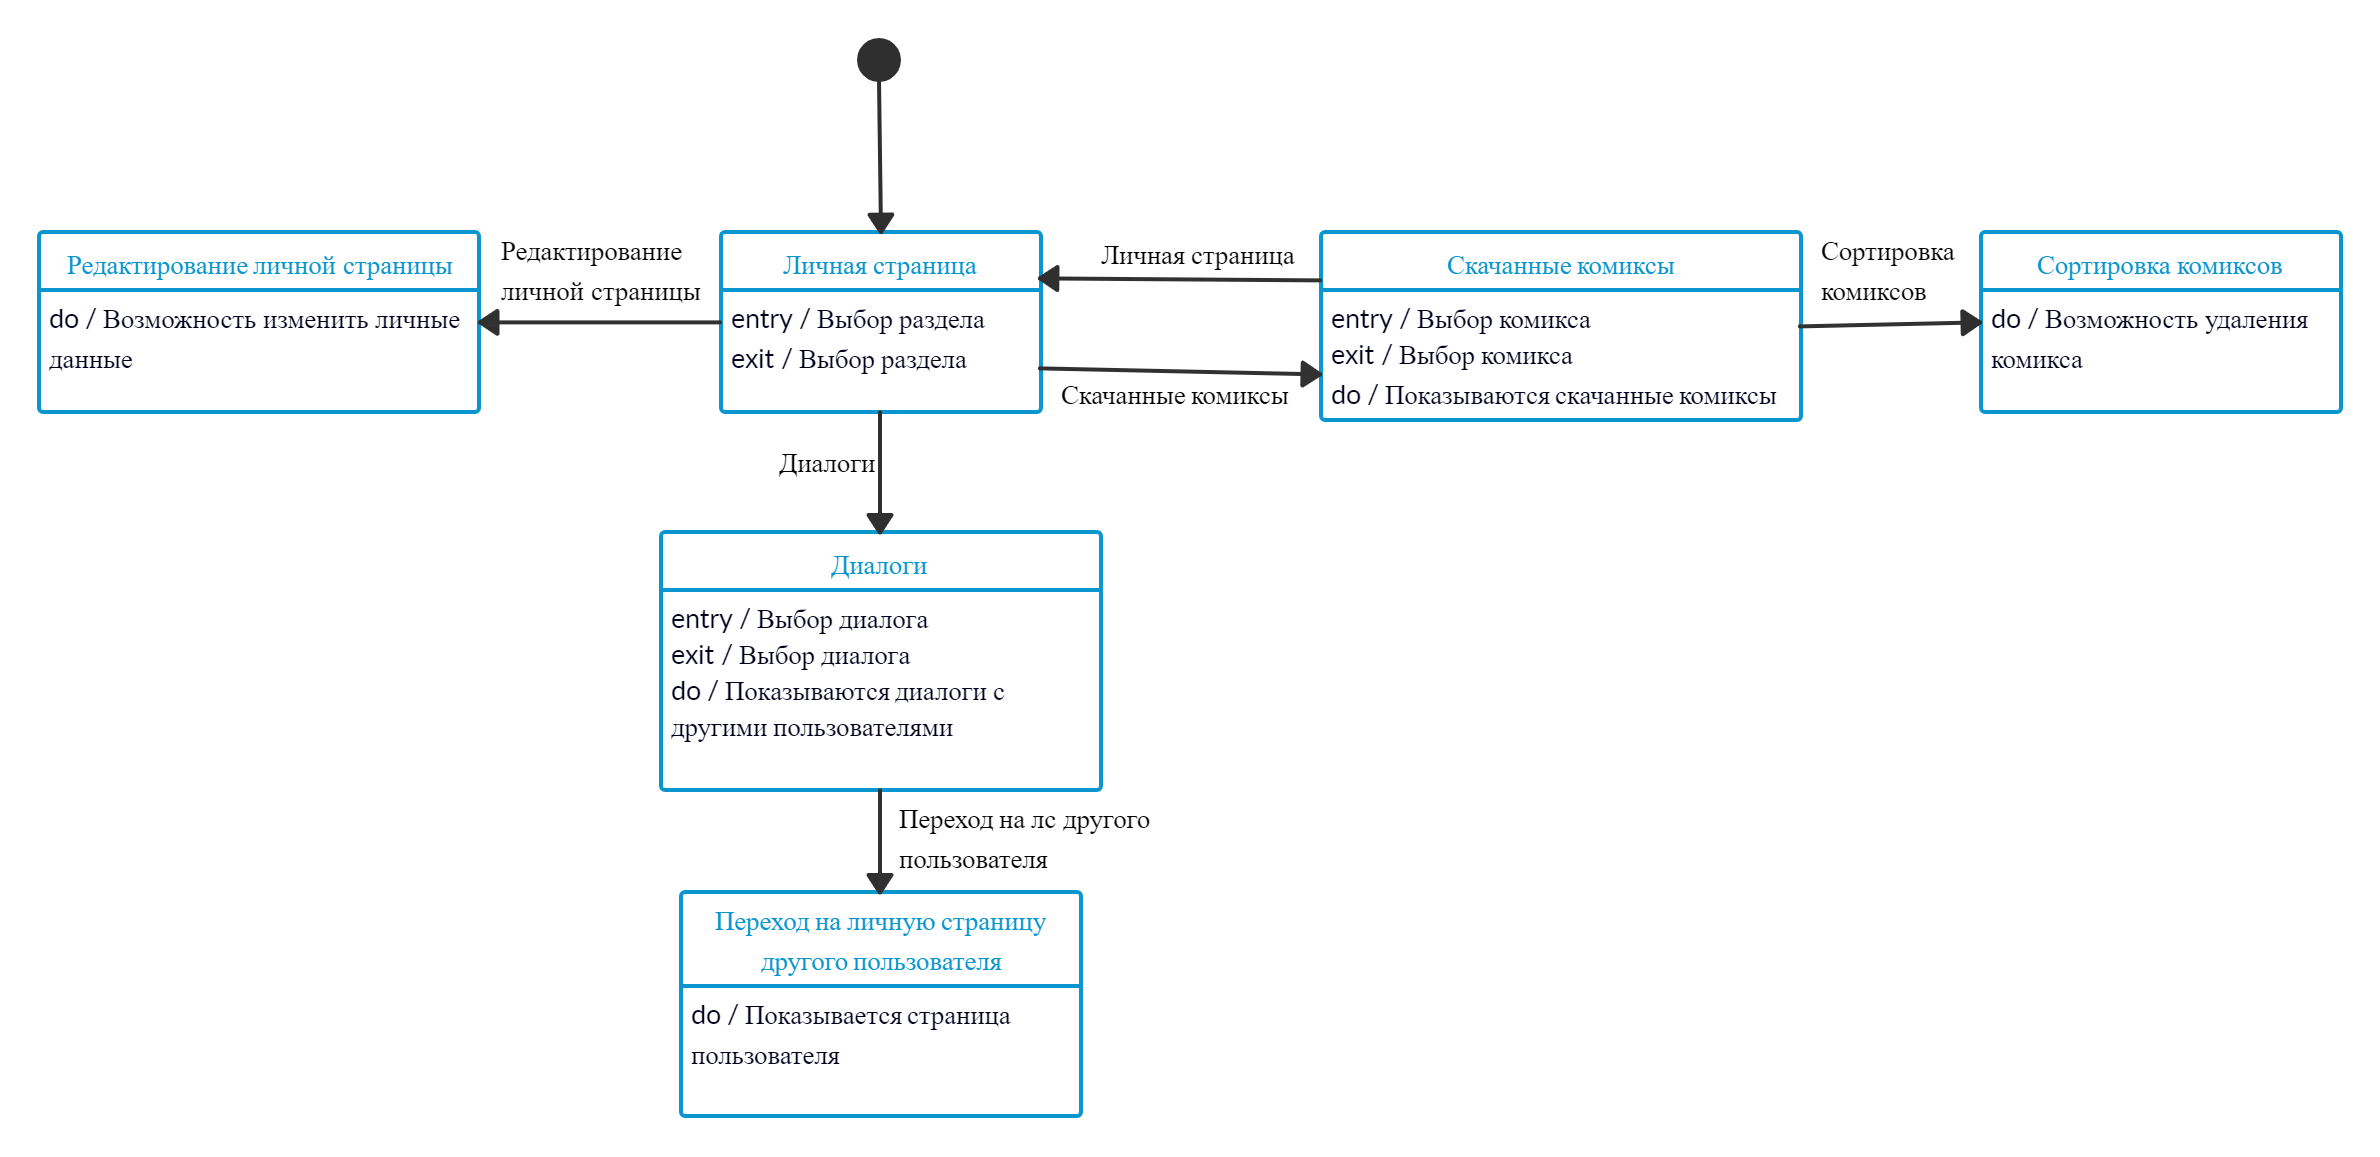 Редактирование личной страницы
do / Возможность изменить личные
данные
Редактирование
личной страницы
Личная страница
entry / Выбор раздела
exit / Выбор раздела
Личная страница
Скачанные комиксы
Скачанные комиксы
entry / Выбор комикса
exit / Выбор комикса
do / Показываются скачанные комиксы
Сортировка
комиксов
Сортировка комиксов
do / Возможность удаления
комикса
Диалоги
Диалоги
entry / Выбор диалога
exit / Выбор диалога
do / Показываются диалоги с
другими пользователями
Переход на лс другого
пользователя
Переход на личную страницу
другого пользователя
do / Показывается страница
пользователя